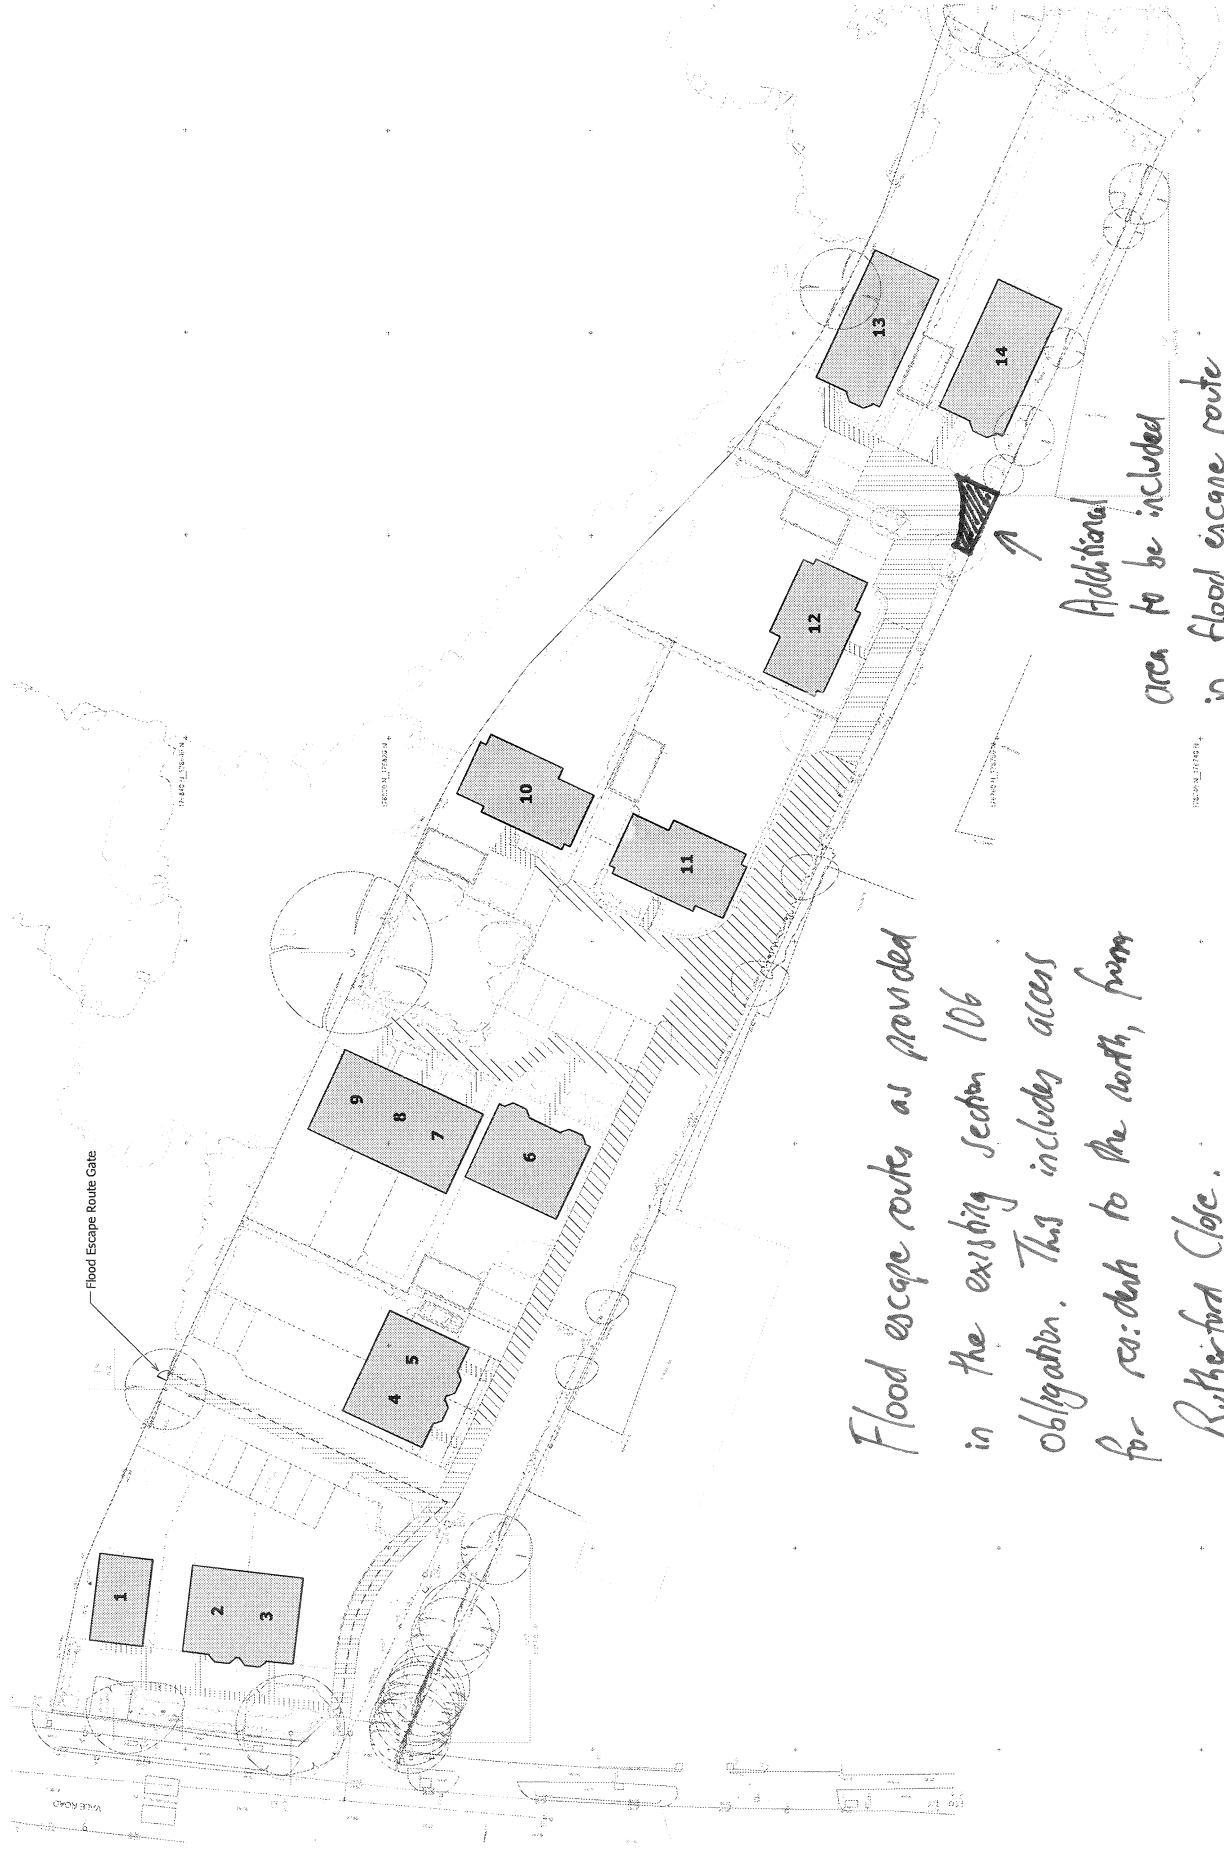 Flood Escape Route Gate
VALE ROAD
1
2
3
4
5
6
7
8
9
10
11
12
13
14
Additional
area to be included
in flood escape route
Flood escape routes as provided
in the existing section 106
Obligation. This includes access
for residents to the north, from
Rutherford Close.